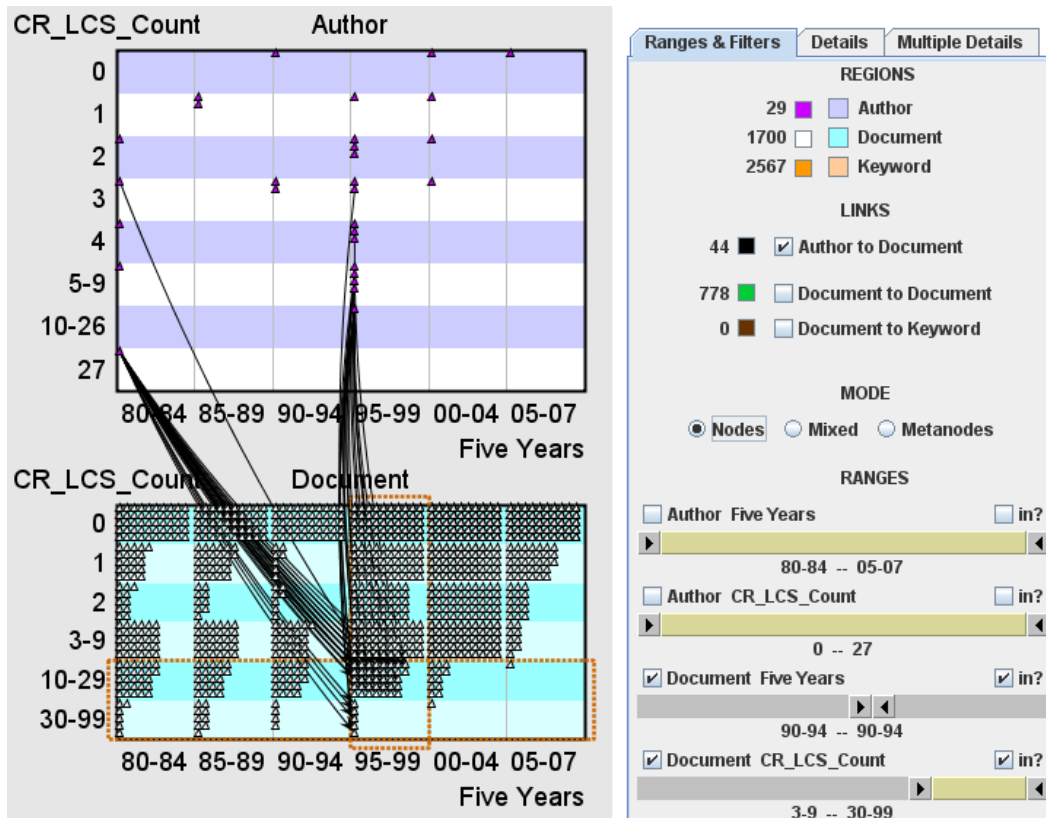 CR_LCS_Count Author
0
1
2
3
4
5-9
10-26
27
80-84 85-89 90-94 95-99 00-04 05-07
Five Years
CR_LCS_Count Document
0
1
2
3-9
10-29
30-99
80-84 85-89 90-94 95-99 00-04 05-07
Five Years
Ranges & Filters Details Multiple Details
REGIONS
29 Author
1700 Document
2567 Keyword
LINKS
44 Author to Document
778 Document to Document
0 Document to Keyword
MODE
Nodes Mixed Metanodes
RANGES
Author Five Years in?
80-84 -- 05-07
Author CR_LCS_Count in?
0 -- 27
Document Five Years in?
90-94 -- 90-94
Document CR_LCS_Count in?
3-9 -- 30-99